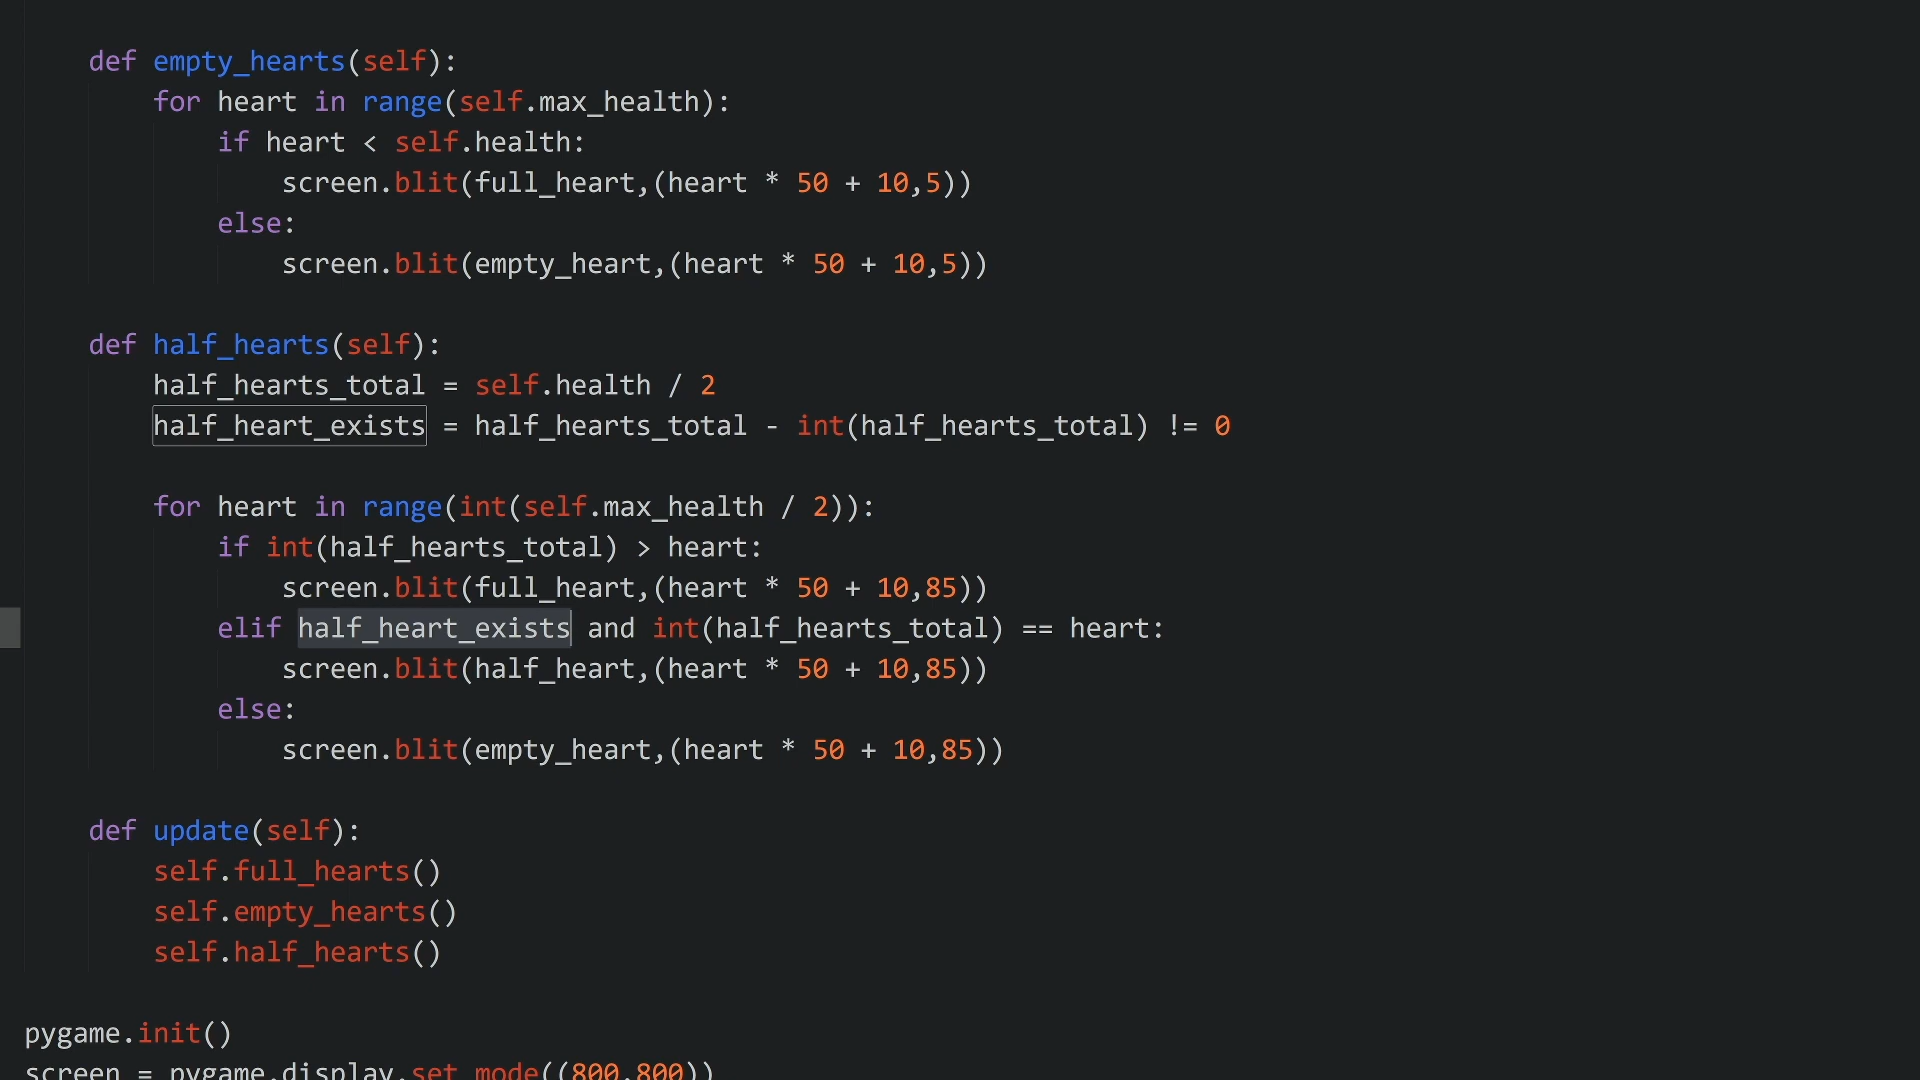 def empty_hearts(self):
for heart in range(self.max_health):
if heart < self.health:
screen.blit(full_heart,(heart * 50 + 10,5))
else:
screen.blit(empty_heart,(heart * 50 + 10,5))
def half_hearts(self):
half_hearts_total = self.health / 2
half_heart_exists = half_hearts_total - int(half_hearts_total) != 0
for heart in range(int(self.max_health / 2)):
if int(half_hearts_total) > heart:
screen.blit(full_heart,(heart * 50 + 10,85))
elif half_heart_exists and int(half_hearts_total) == heart:
screen.blit(half_heart,(heart * 50 + 10,85))
else:
screen.blit(empty_heart,(heart * 50 + 10,85))
def update(self):
self.full_hearts()
self.empty_hearts()
self.half_hearts()
pygame.init()
screen = pygame.display.set_mode((800,800))